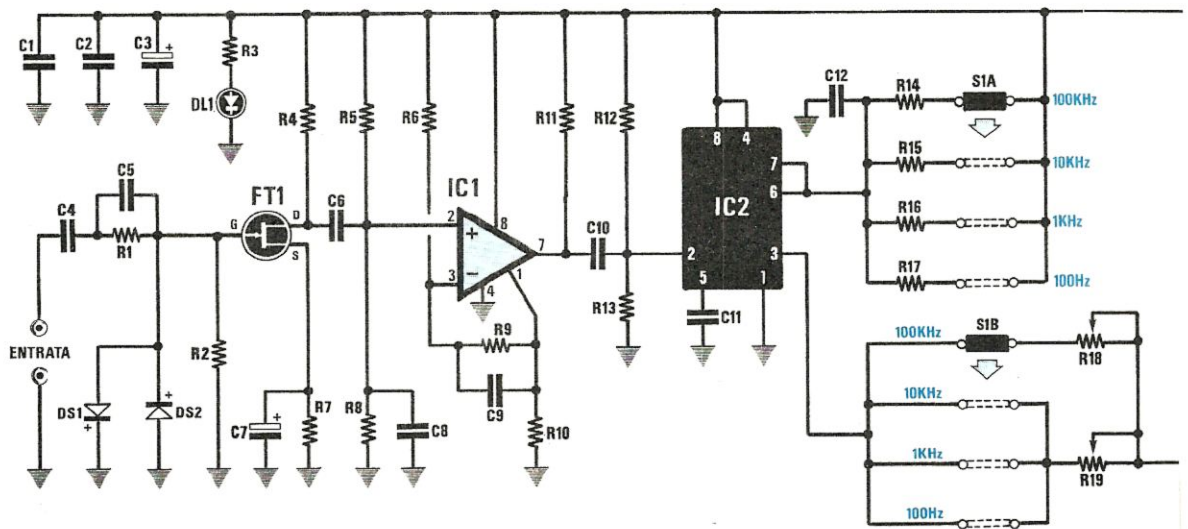 C1
C2
C3
+
R3
DL1
R4
R5
R6
R11
R12
C12
R14
S1A
100KHz
R15
10KHz
R16
1KHz
R17
100Hz
8
4
7
6
IC2
2
3
5
1
C11
C4
C5
R1
FT1
G
D
S
C6
IC1
2
+
8
7
3
−
4
1
C10
R13
ENTRATA
R2
DS1
+
DS2
+
C7
+
R7
R8
C8
R9
C9
R10
100KHz
S1B
R18
10KHz
1KHz
R19
100Hz